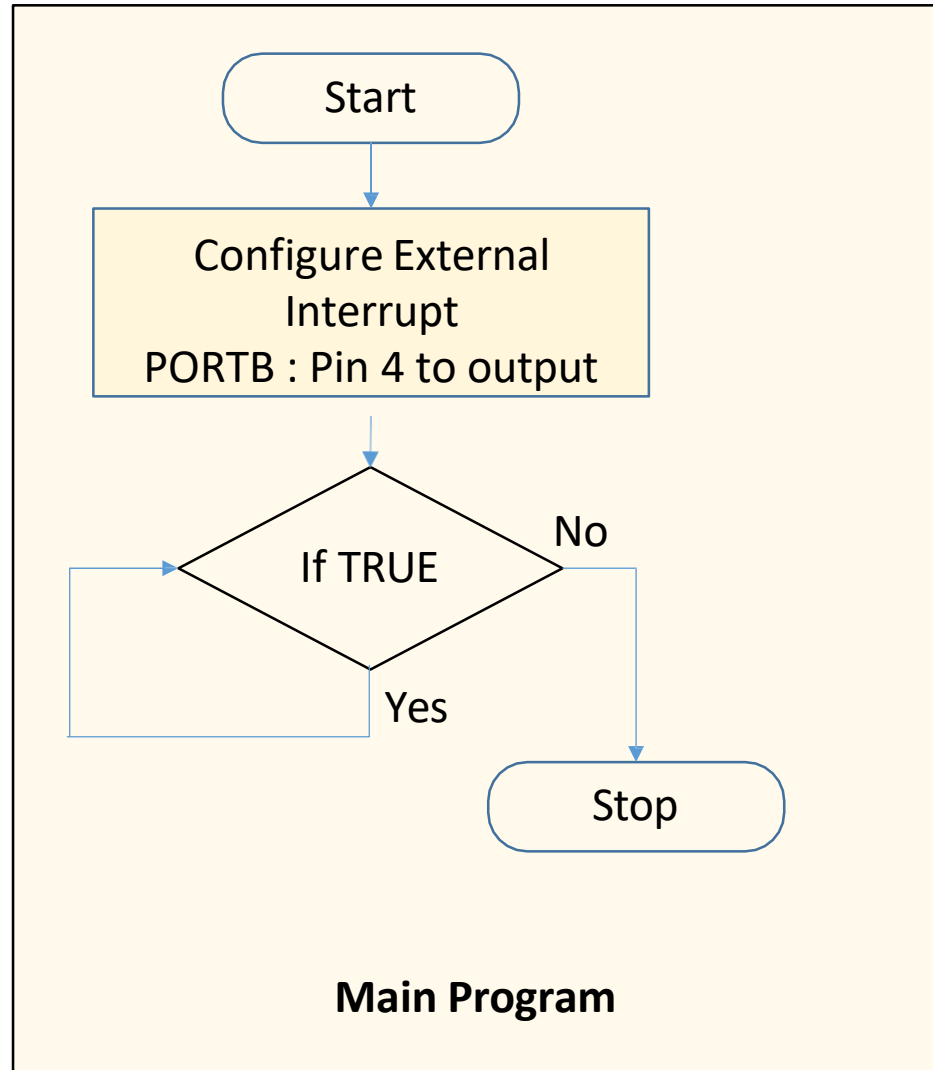 Start
Configure External
Interrupt
PORTB : Pin 4 to output
If TRUE
No
Yes
Stop
Main Program